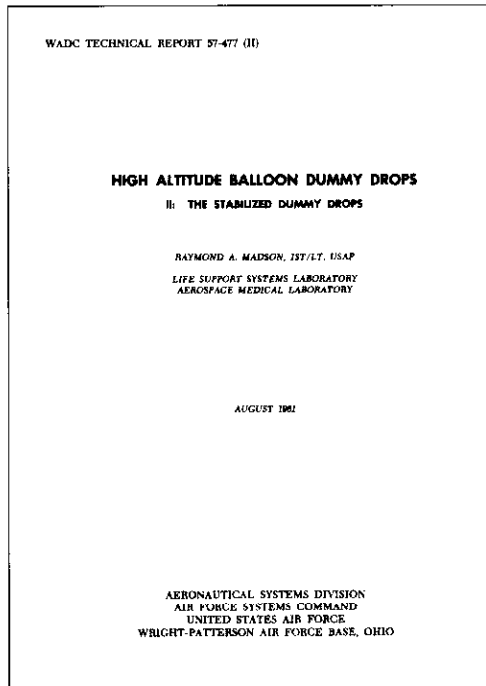 WADC TECHNICAL REPORT 57-477 (II)
HIGH ALTITUDE BALLOON DUMMY DROPS
II: THE STABILIZED DUMMY DROPS
RAYMOND A. MADSON, 1ST/LT, USAF
LIFE SUPPORT SYSTEMS LABORATORY
AEROSPACE MEDICAL LABORATORY
AUGUST 1961
AERONAUTICAL SYSTEMS DIVISION
AIR FORCE SYSTEMS COMMAND
UNITED STATES AIR FORCE
WRIGHT-PATTERSON AIR FORCE BASE, OHIO